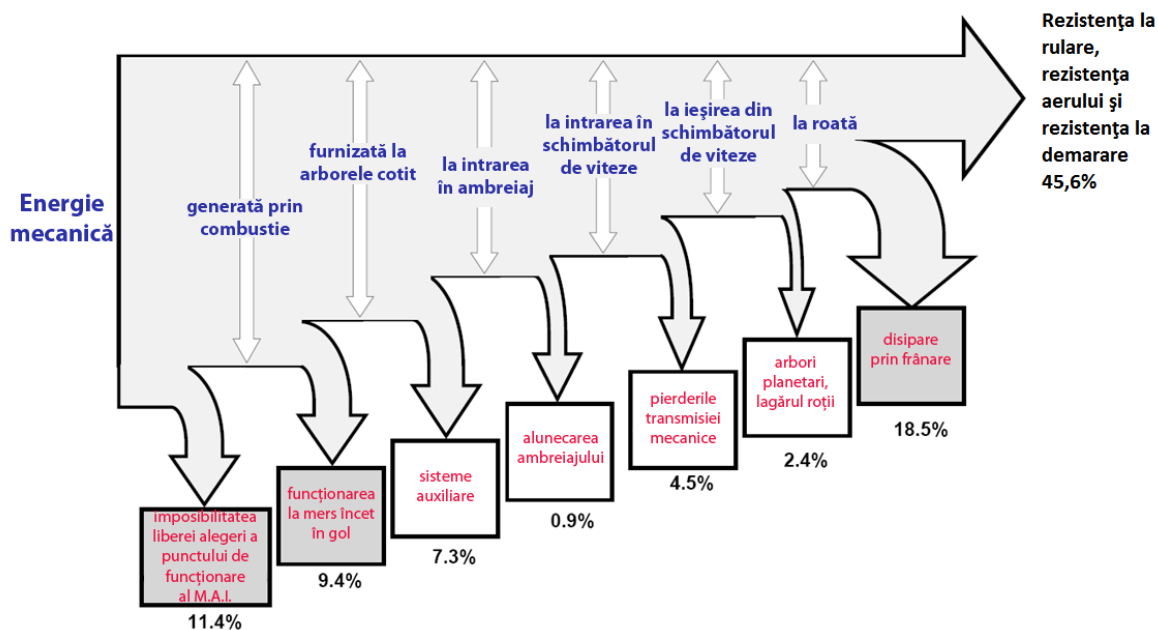 Rezistenţa la
rulare,
rezistenţa
aerului şi
rezistenţa la
demarare
45,6%
Energie
mecanică
generată prin
combustie
furnizată la
arborele cotit
la intrarea
în ambreiaj
la intrarea în
schimbătorul
de viteze
la ieşirea din
schimbătorul
de viteze
la roată
imposibilitatea
liberei alegeri a
punctului de
funcționare
al M.A.I.
11.4%
funcționarea
la mers încet
în gol
9.4%
sisteme
auxiliare
7.3%
alunecarea
ambreiajului
0.9%
pierderile
transmisiei
mecanice
4.5%
arbori
planetari,
lagărul roții
2.4%
disipare
prin frânare
18.5%